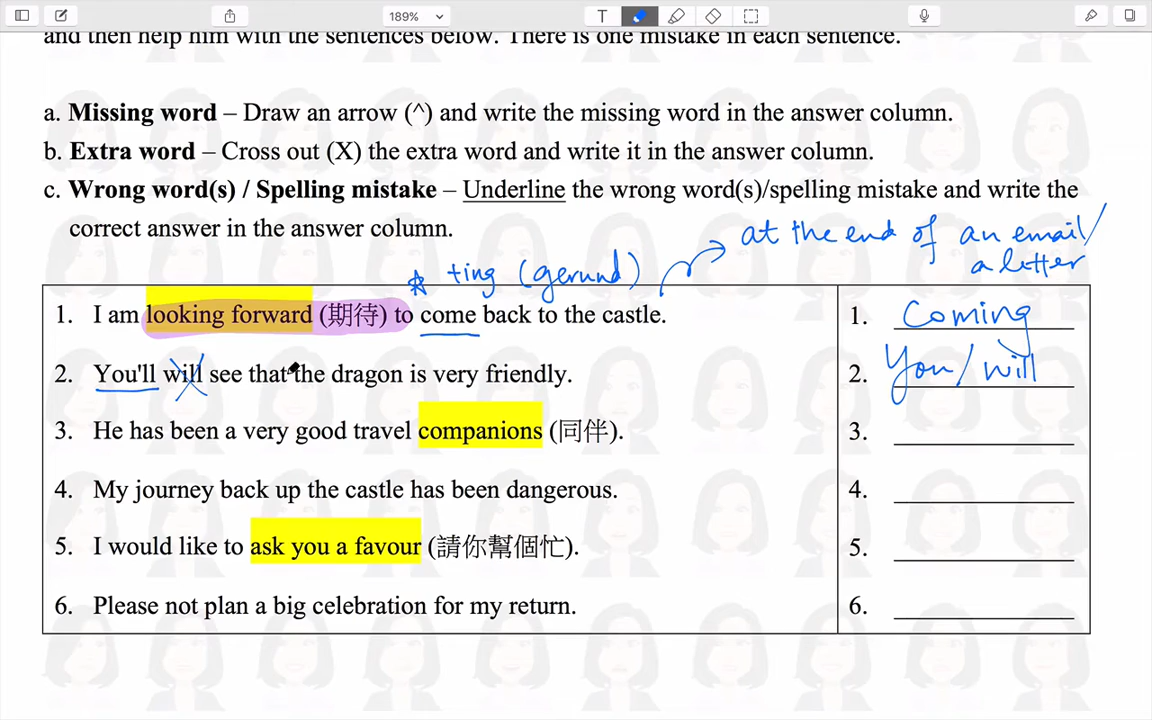 189%
T
and then help him with the sentences below. There is one mistake in each sentence.
a. Missing word – Draw an arrow (^) and write the missing word in the answer column.
b. Extra word – Cross out (X) the extra word and write it in the answer column.
c. Wrong word(s) / Spelling mistake – Underline the wrong word(s)/spelling mistake and write the
correct answer in the answer column.
at the end of an email/
a letter
* ting (gerund)
1. I am looking forward (期待) to come back to the castle.
1. Coming
2. You'll will see that the dragon is very friendly.
2. You/will
3. He has been a very good travel companions (同伴).
3.
4. My journey back up the castle has been dangerous.
4.
5. I would like to ask you a favour (請你幫個忙).
5.
6. Please not plan a big celebration for my return.
6.